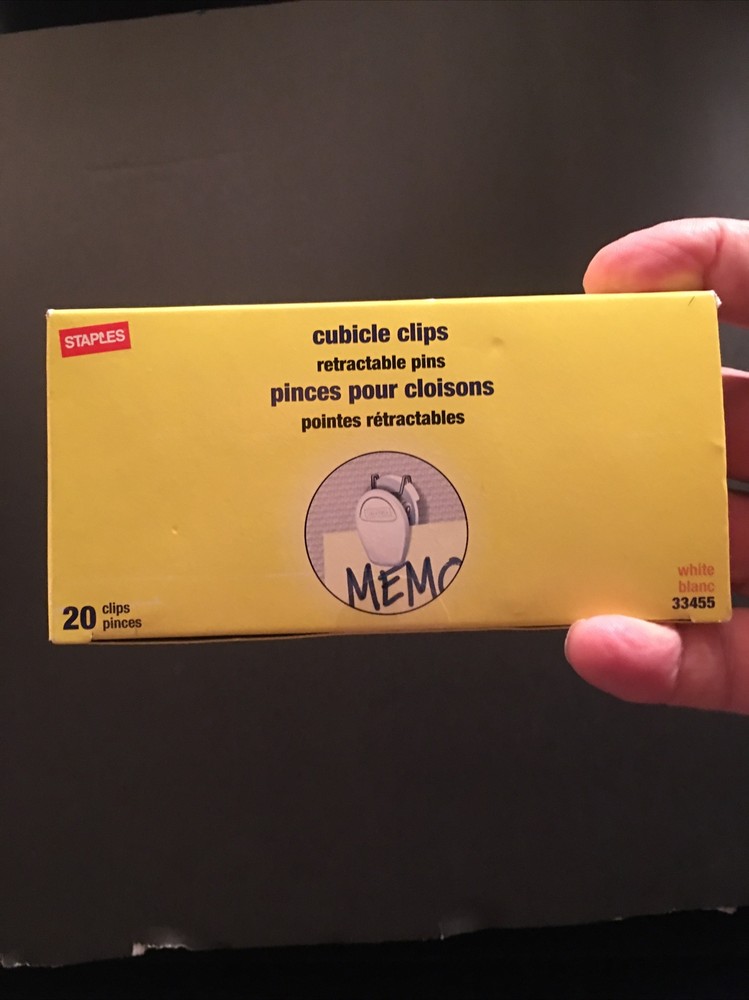 STAPLES
cubicle clips
retractable pins
pinces pour cloisons
pointes rétractables
MEMO
20 clips
pinces
white
blanc
33455